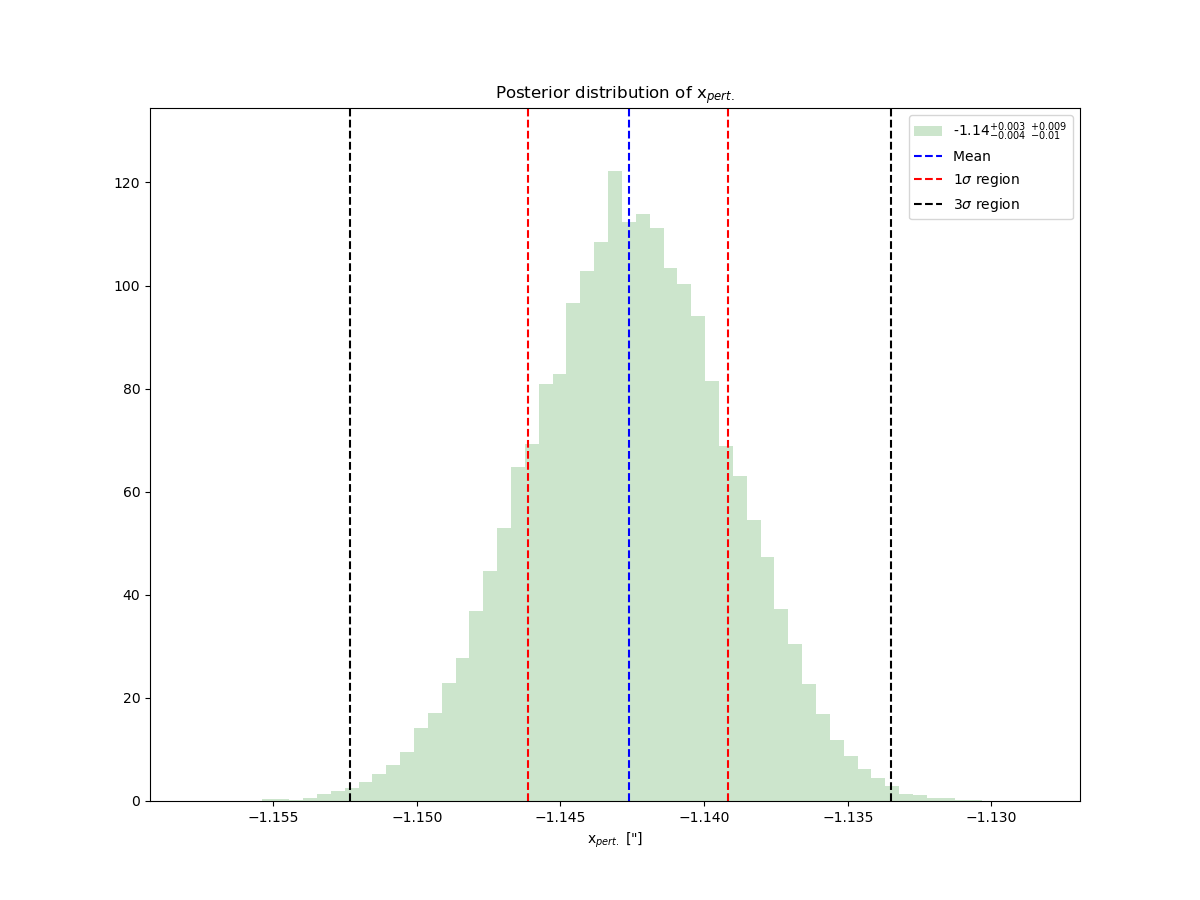 Posterior distribution of x_pert.
-1.14 +0.003 -0.004 +0.009 -0.01
Mean
1σ region
3σ region
120
100
80
60
40
20
0
−1.155 −1.150 −1.145 −1.140 −1.135 −1.130
x_pert. ["]